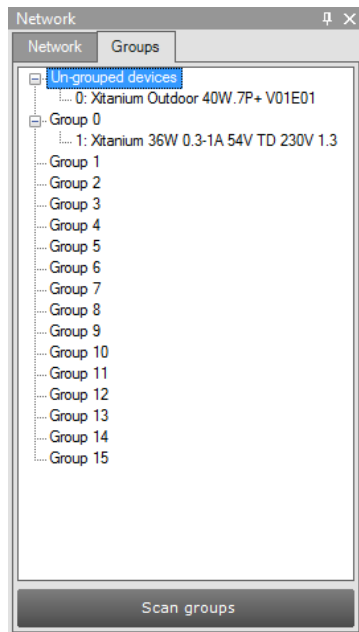 Network
Network Groups
Un-grouped devices
0: Xitanium Outdoor 40W.7P+ V01E01
Group 0
1: Xitanium 36W 0.3-1A 54V TD 230V 1.3
Group 1
Group 2
Group 3
Group 4
Group 5
Group 6
Group 7
Group 8
Group 9
Group 10
Group 11
Group 12
Group 13
Group 14
Group 15
Scan groups